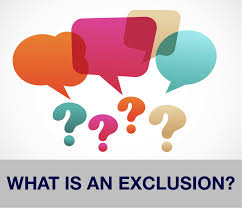 ? ? ? ?
WHAT IS AN EXCLUSION?